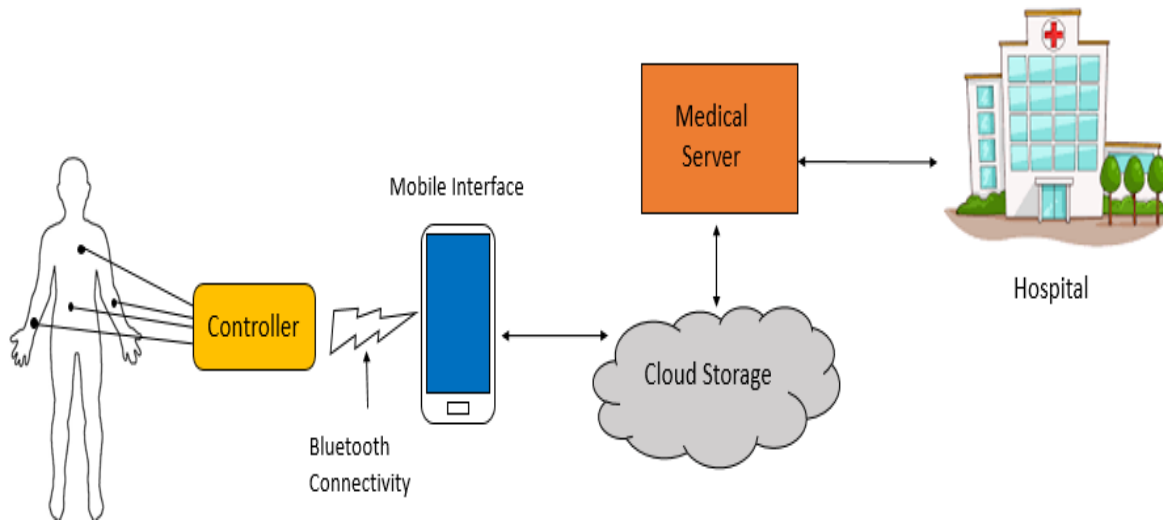 Controller
Bluetooth
Connectivity
Mobile Interface
Cloud Storage
Medical
Server
Hospital